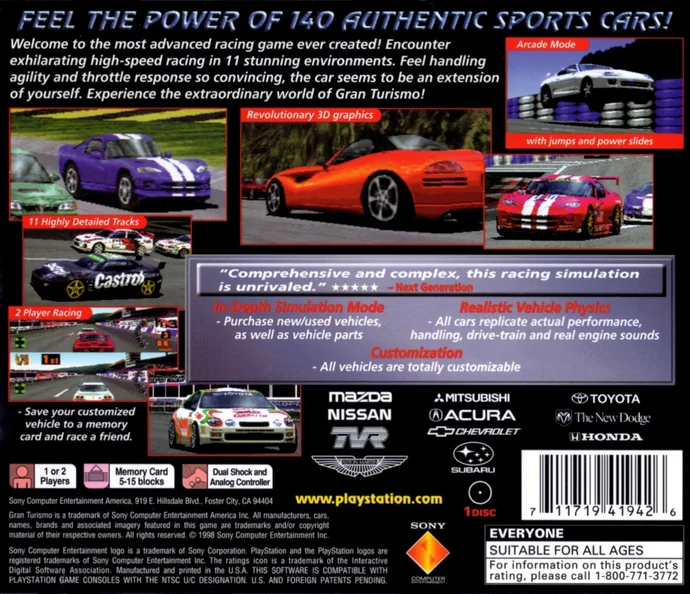 FEEL THE POWER OF 140 AUTHENTIC SPORTS CARS!
Welcome to the most advanced racing game ever created! Encounter
exhilarating high-speed racing in 11 stunning environments. Feel handling
agility and throttle response so convincing, the car seems to be an extension
of yourself. Experience the extraordinary world of Gran Turismo!
Arcade Mode
with jumps and power slides
Revolutionary 3D graphics
11 Highly Detailed Tracks
Castrol
2 Player Racing
1st
- Save your customized
vehicle to a memory
card and race a friend.
"Comprehensive and complex, this racing simulation
is unrivaled." ★★★★★ – Next Generation
In-Depth Simulation Mode
- Purchase new/used vehicles,
as well as vehicle parts
Realistic Vehicle Physics
- All cars replicate actual performance,
handling, drive-train and real engine sounds
Customization
- All vehicles are totally customizable
mazDa
MITSUBISHI
TOYOTA
NISSAN
ACURA
The New Dodge
TVR
CHEVROLET
HONDA
ASTON MARTIN
SUBARU
1 or 2
Players
Memory Card
5-15 blocks
Dual Shock and
Analog Controller
www.playstation.com
1 DISC
7 11719 41942 6
Sony Computer Entertainment America, 919 E. Hillsdale Blvd., Foster City, CA 94404
Gran Turismo is a trademark of Sony Computer Entertainment America Inc. All manufacturers, cars,
names, brands and associated imagery featured in this game are trademarks and/or copyright
material of their respective owners. All rights reserved. © 1998 Sony Computer Entertainment Inc.
Sony Computer Entertainment logo is a trademark of Sony Corporation. PlayStation and the PlayStation logos are
registered trademarks of Sony Computer Entertainment Inc. The ratings icon is a trademark of the Interactive
Digital Software Association. Manufactured and printed in the U.S.A. THIS SOFTWARE IS COMPATIBLE WITH
PLAYSTATION GAME CONSOLES WITH THE NTSC U/C DESIGNATION. U.S. AND FOREIGN PATENTS PENDING.
SONY
COMPUTER
ENTERTAINMENT
EVERYONE
SUITABLE FOR ALL AGES
For information on this product's
rating, please call 1-800-771-3772